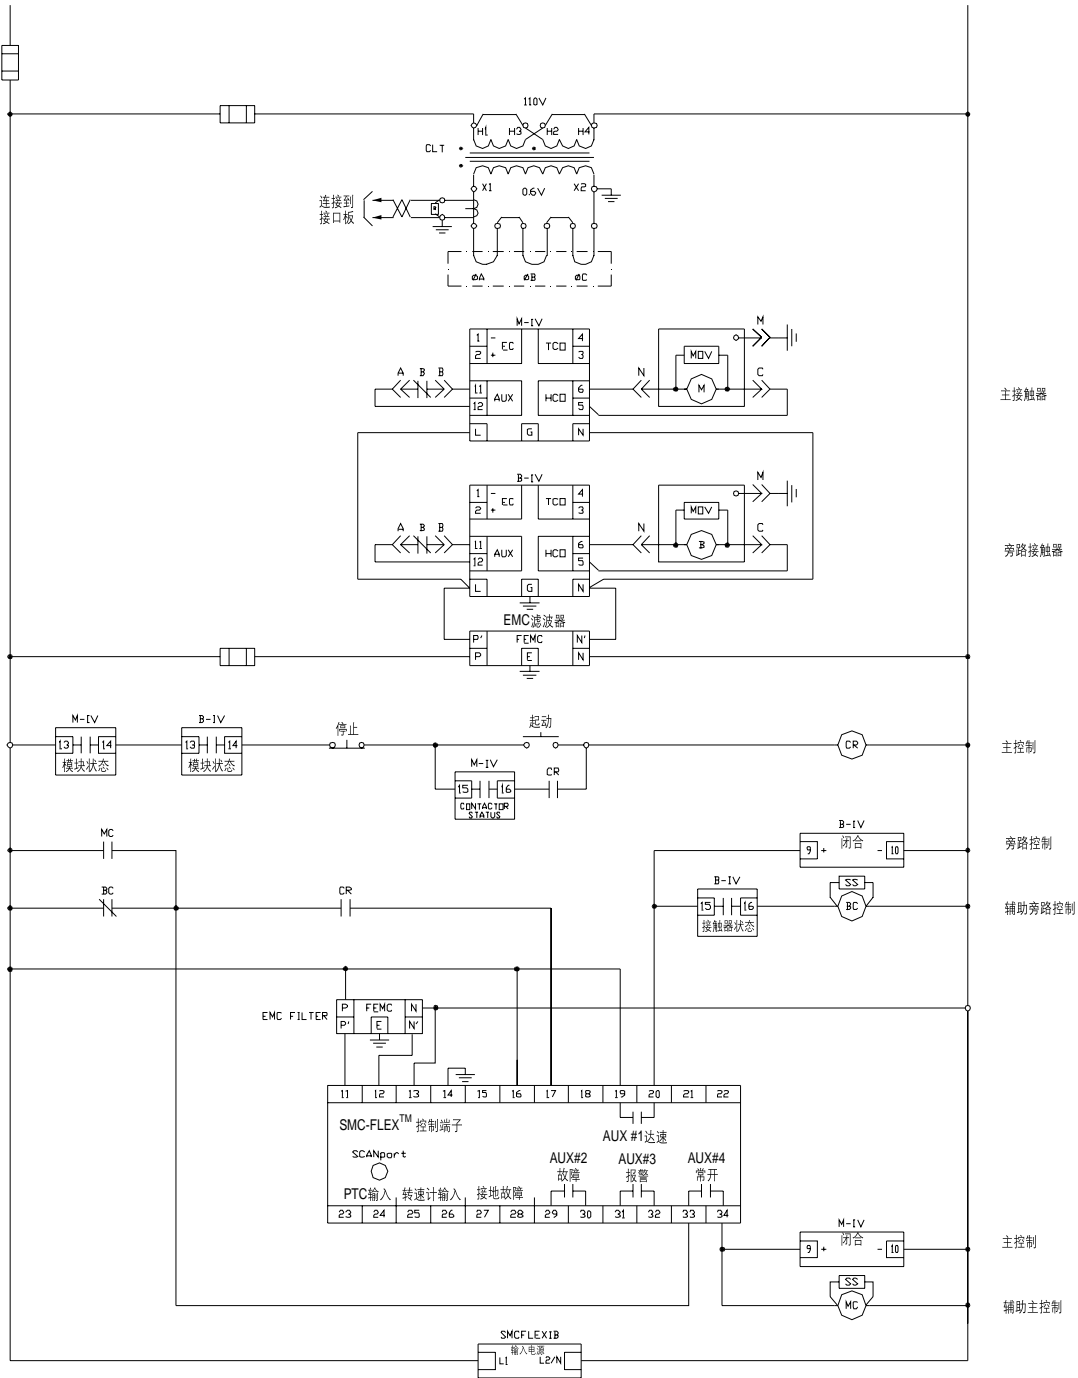 110V
H1 H3 H2 H4
CLT
X1 0.6V X2
连接到
接口板
R
øA øB øC
M-IV
1 - EC TCO 4
2 + 3
M
MOV
A B B 11 AUX HCO 6 N M C
12 5
主接触器
L G N
B-IV
1 - EC TCO 4
2 + 3
M
MOV
A B B 11 AUX HCO 6 N B C
12 5
旁路接触器
L G N
EMC滤波器
P' FEMC N'
P E N
M-IV B-IV 停止 起动
13 14 13 14 CR 主控制
模块状态 模块状态
M-IV
15 16 CR
CONTACTOR
STATUS
MC
B-IV
9 + 闭合 - 10
旁路控制
BC CR
B-IV SS
15 16 BC 辅助旁路控制
接触器状态
EMC FILTER
P FEMC N
P' E N'
11 12 13 14 15 16 17 18 19 20 21 22
SMC-FLEX™ 控制端子
AUX #1达速
SCANport
AUX#2 AUX#3 AUX#4
故障 报警 常开
PTC输入 转速计输入 接地故障
23 24 25 26 27 28 29 30 31 32 33 34
M-IV
9 + 闭合 - 10
主控制
SS
MC 辅助主控制
SMCFLEX1B
输入电源
L1 L2/N